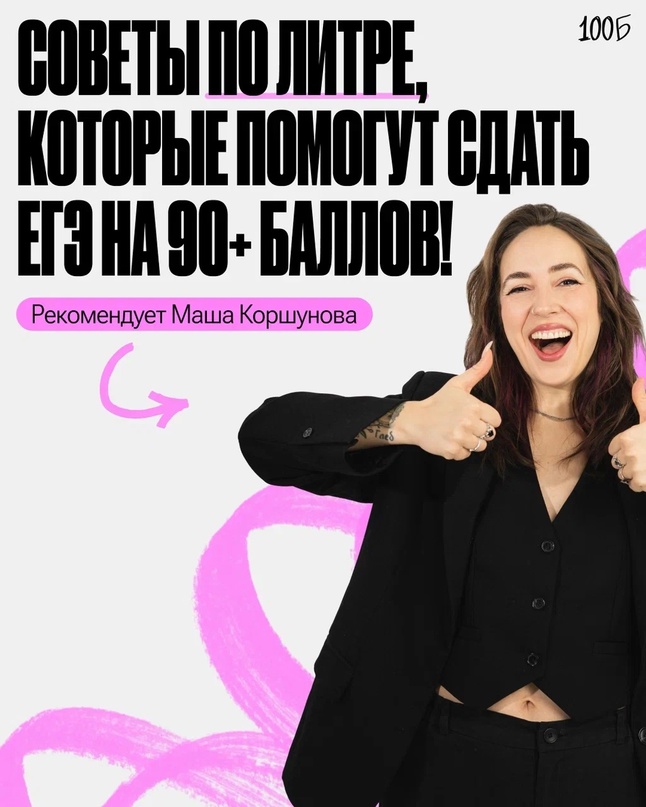 СОВЕТЫ ПО ЛИТРЕ,
100Б
КОТОРЫЕ ПОМОГУТ СДАТЬ
ЕГЭ НА 90+ БАЛЛОВ!
Рекомендует Маша Коршунова